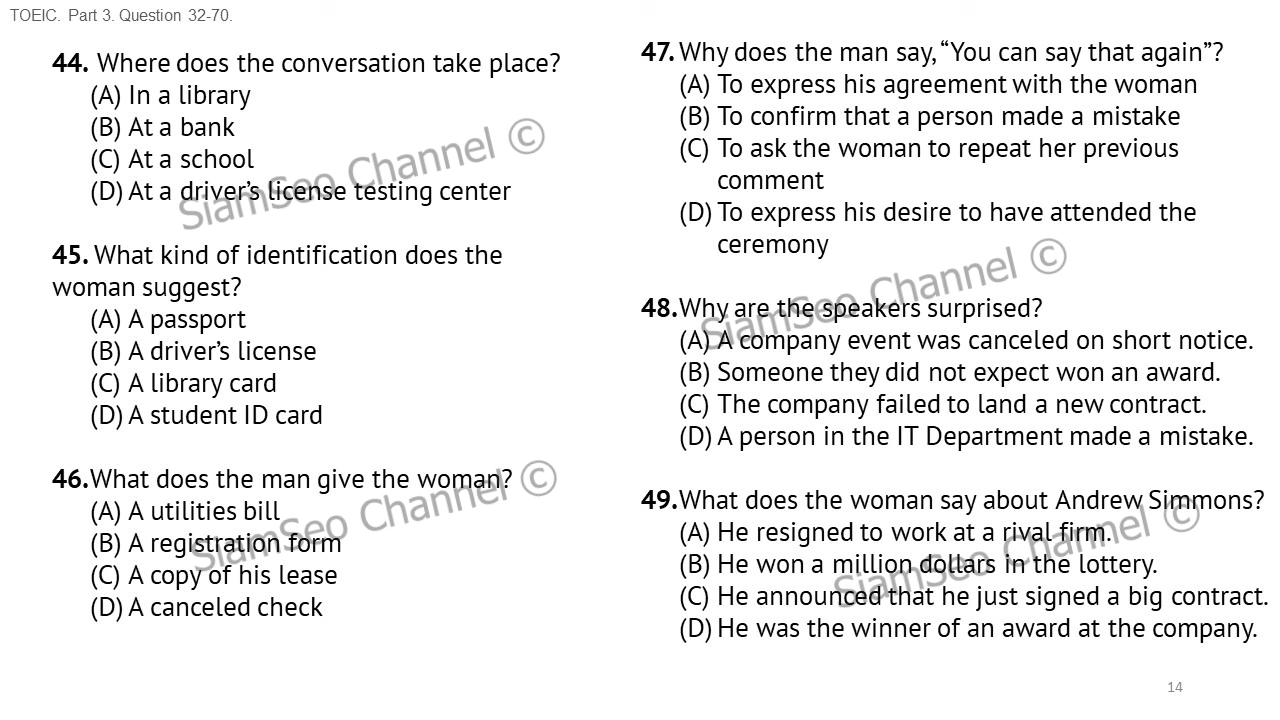 TOEIC. Part 3. Question 32-70.
44. Where does the conversation take place?
(A) In a library
(B) At a bank
(C) At a school
(D) At a driver's license testing center
45. What kind of identification does the
woman suggest?
(A) A passport
(B) A driver's license
(C) A library card
(D) A student ID card
46.What does the man give the woman?
(A) A utilities bill
(B) A registration form
(C) A copy of his lease
(D) A canceled check
47. Why does the man say, “You can say that again”?
(A) To express his agreement with the woman
(B) To confirm that a person made a mistake
(C) To ask the woman to repeat her previous
comment
(D) To express his desire to have attended the
ceremony
48.Why are the speakers surprised?
(A) A company event was canceled on short notice.
(B) Someone they did not expect won an award.
(C) The company failed to land a new contract.
(D) A person in the IT Department made a mistake.
49.What does the woman say about Andrew Simmons?
(A) He resigned to work at a rival firm.
(B) He won a million dollars in the lottery.
(C) He announced that he just signed a big contract.
(D) He was the winner of an award at the company.
SiamSeo Channel ©
SiamSeo Channel ©
SiamSeo Channel ©
SiamSeo Channel ©
14